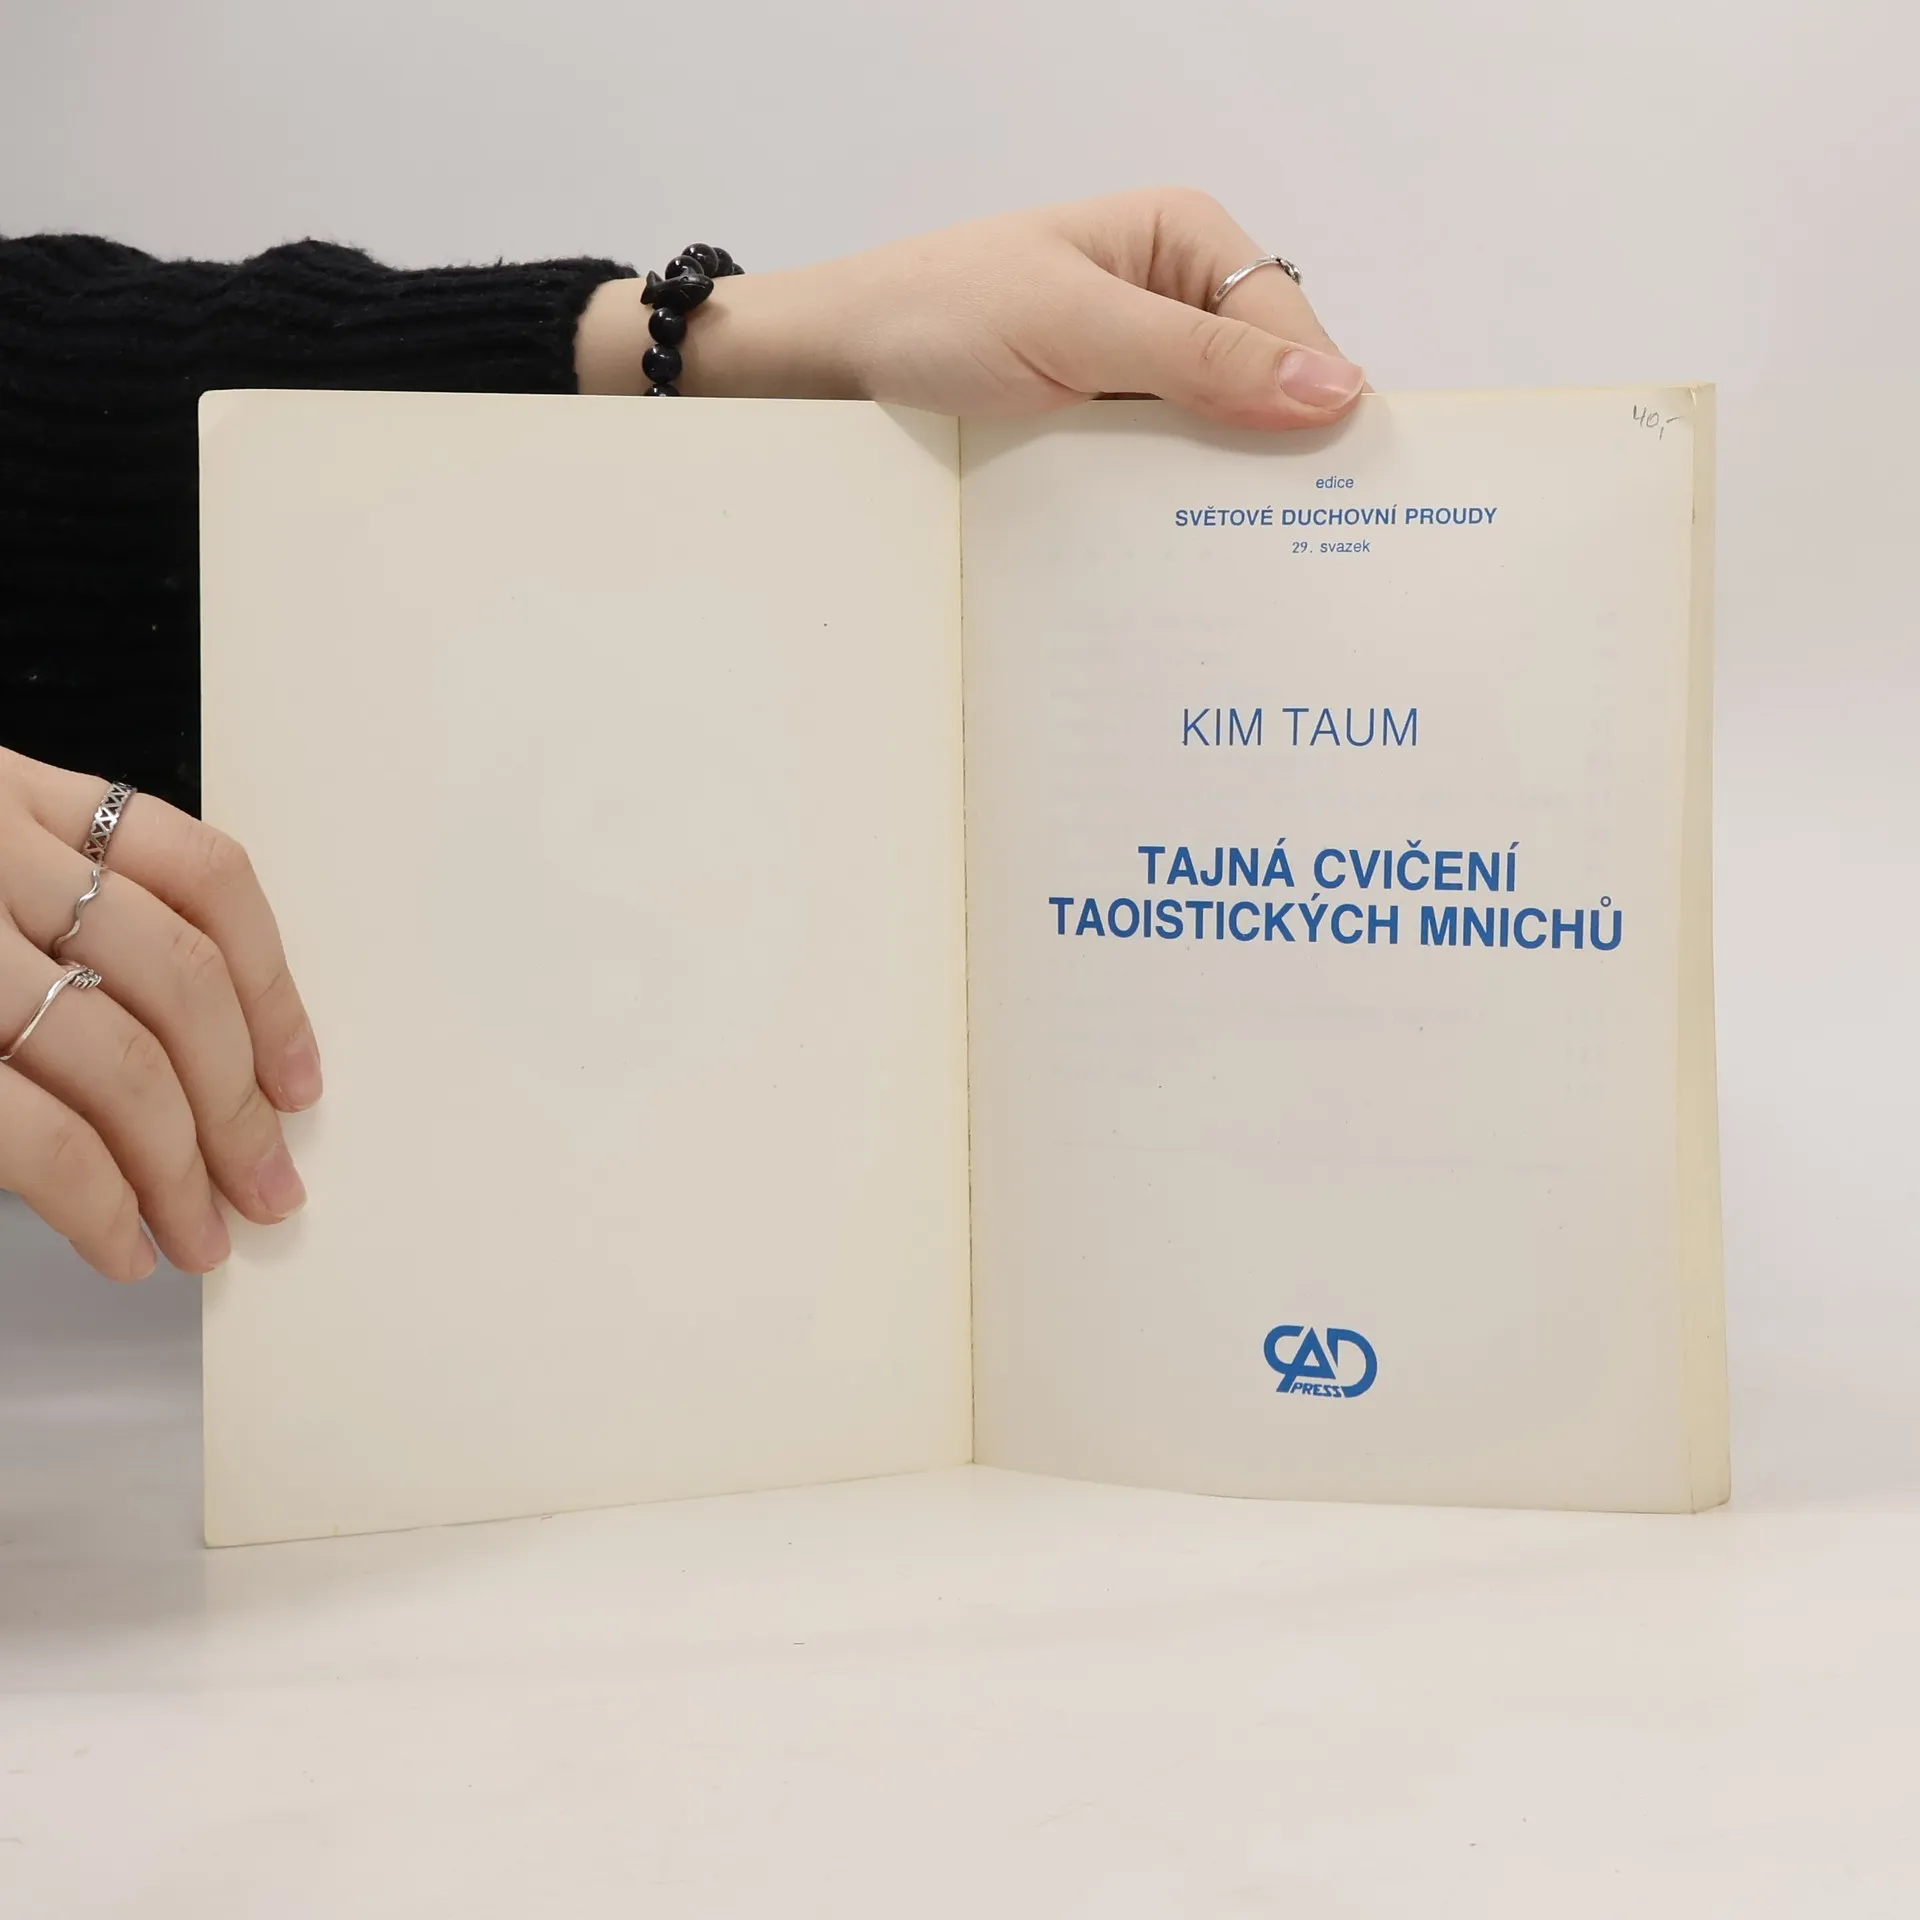 40,-
edice
SVĚTOVÉ DUCHOVNÍ PROUDY
29. svazek
KIM TAUM
TAJNÁ CVIČENÍ
TAOISTICKÝCH MNICHŮ
CAD
PRESS